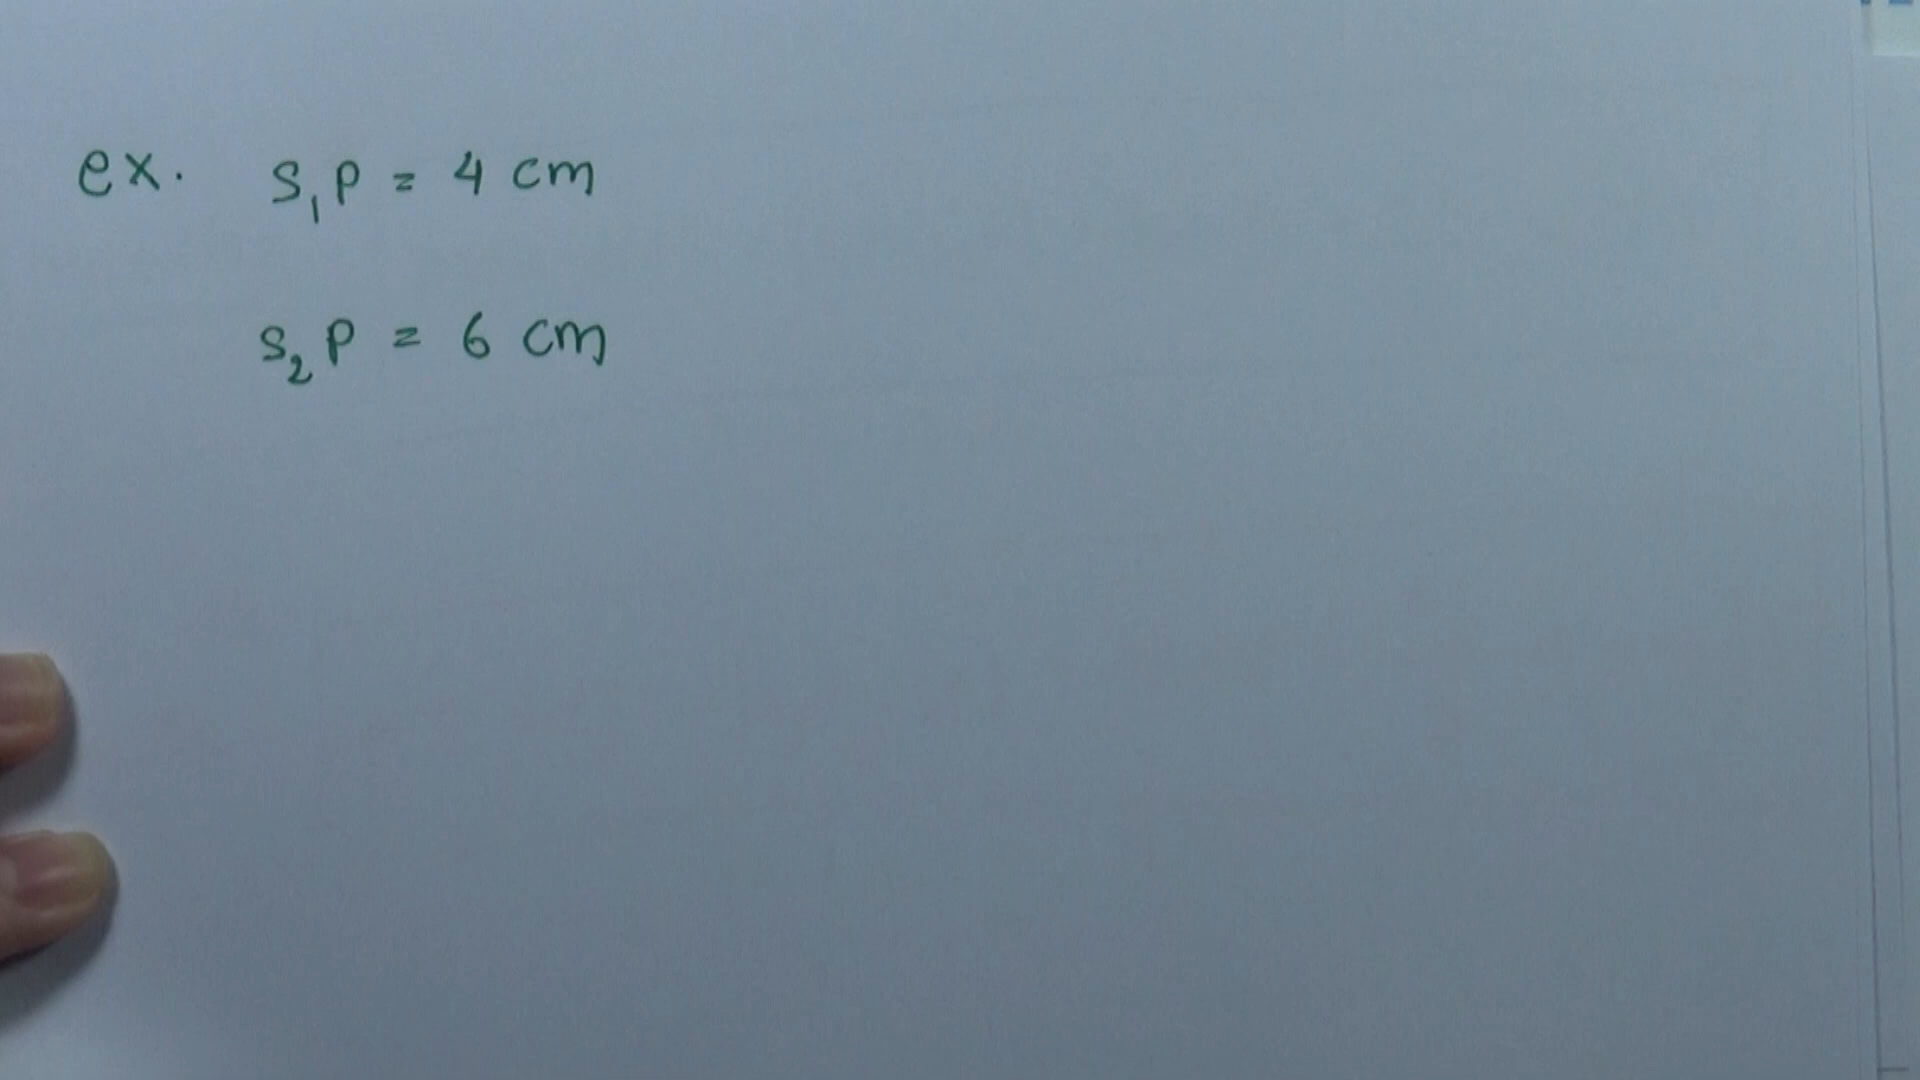 ex. S₁P = 4 cm
S₂P = 6 cm